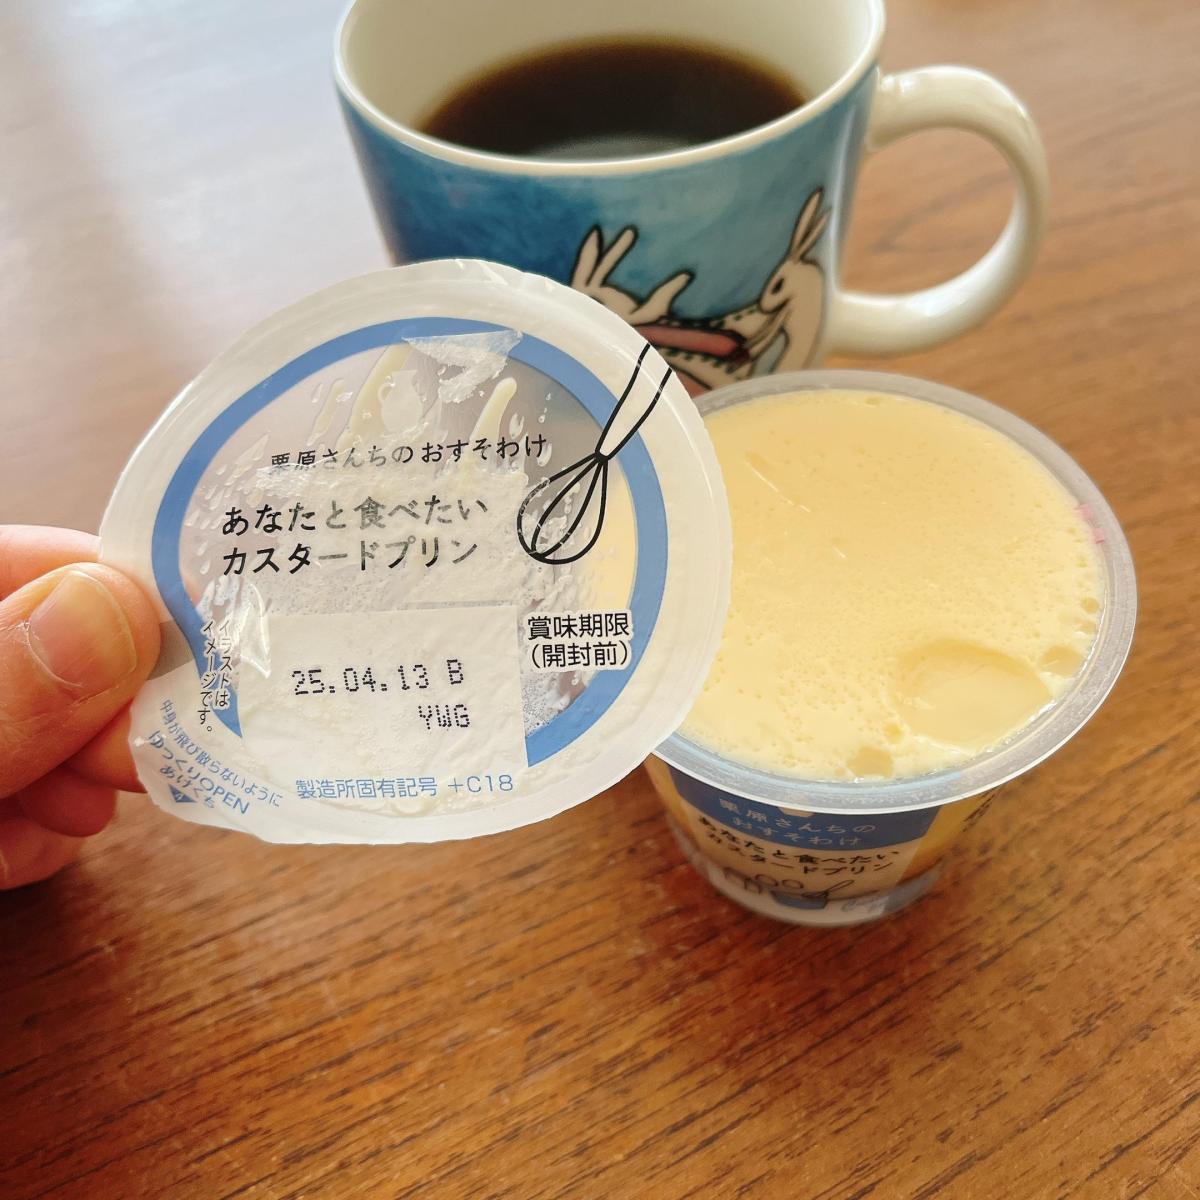 栗原さんちのおすそわけ
あなたと食べたい
カスタードプリン
賞味期限
(開封前)
25.04.13 B
YWG
イラストは
イメージです。
中身が飛び散らないように
ゆっくりOPEN
あけくち
製造所固有記号 +C18
栗原さんちの
おすそわけ
あなたと食べたい
カスタードプリン